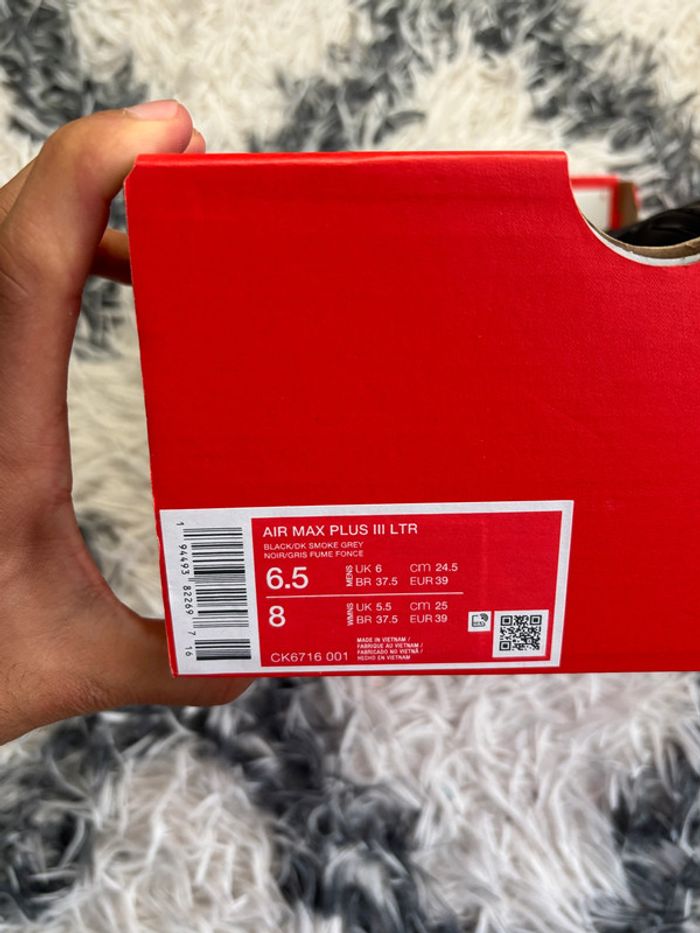 AIR MAX PLUS III LTR
BLACK/DK SMOKE GREY
NOIR/GRIS FUME FONCE
6.5 MENS UK 6 cm 24.5
BR 37.5 EUR 39
8 WMNS UK 5.5 cm 25
BR 37.5 EUR 39
CK6716 001
MADE IN VIETNAM /
FABRIQUE AU VIETNAM /
FABRICADO NO VIETNÃ /
HECHO EN VIETNAM
1 94493 82269 7 16